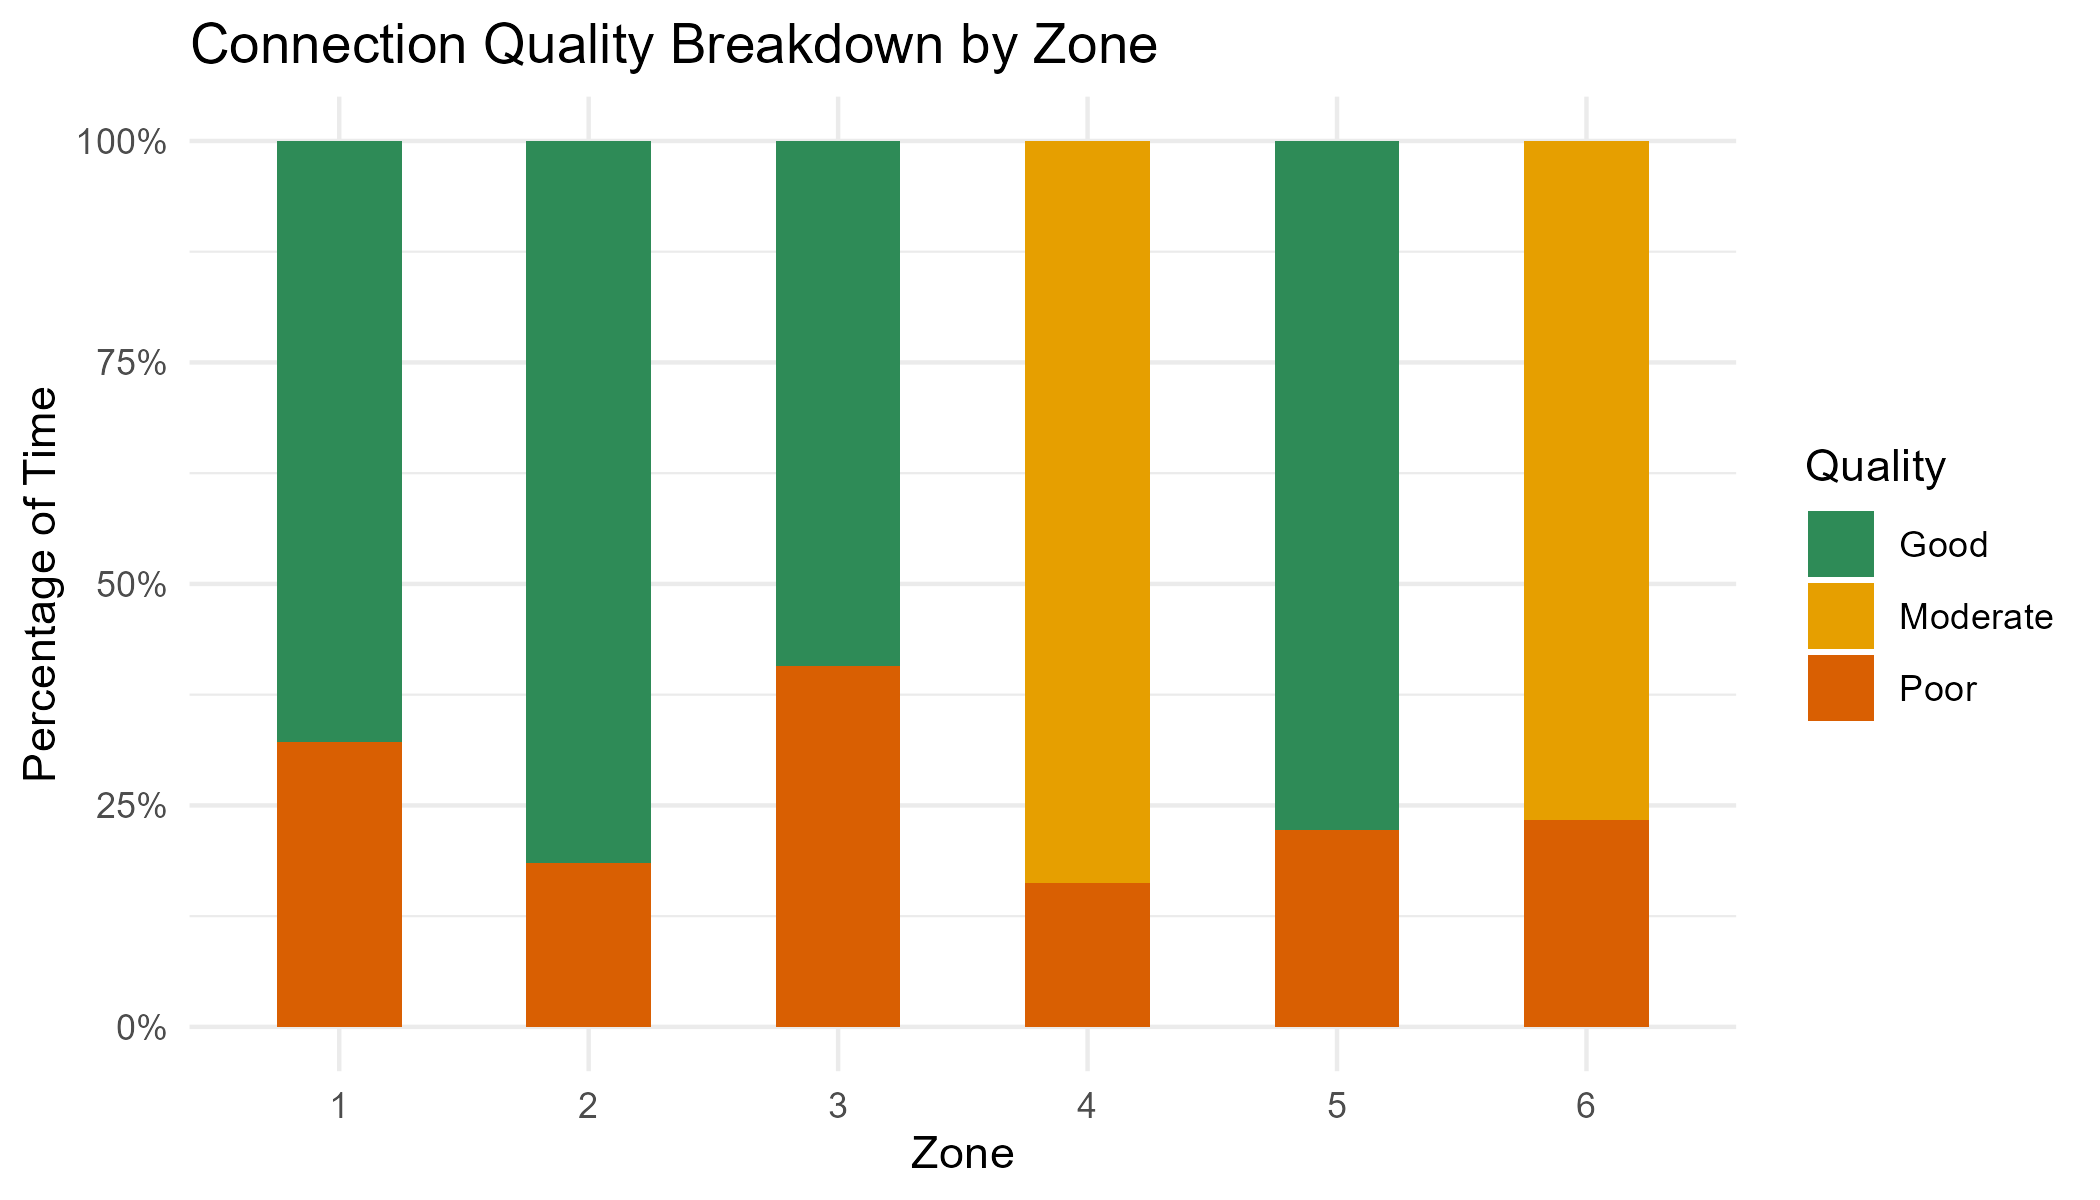 Connection Quality Breakdown by Zone
100%
75%
50%
25%
0%
Percentage of Time
1 2 3 4 5 6
Zone
Quality
Good
Moderate
Poor